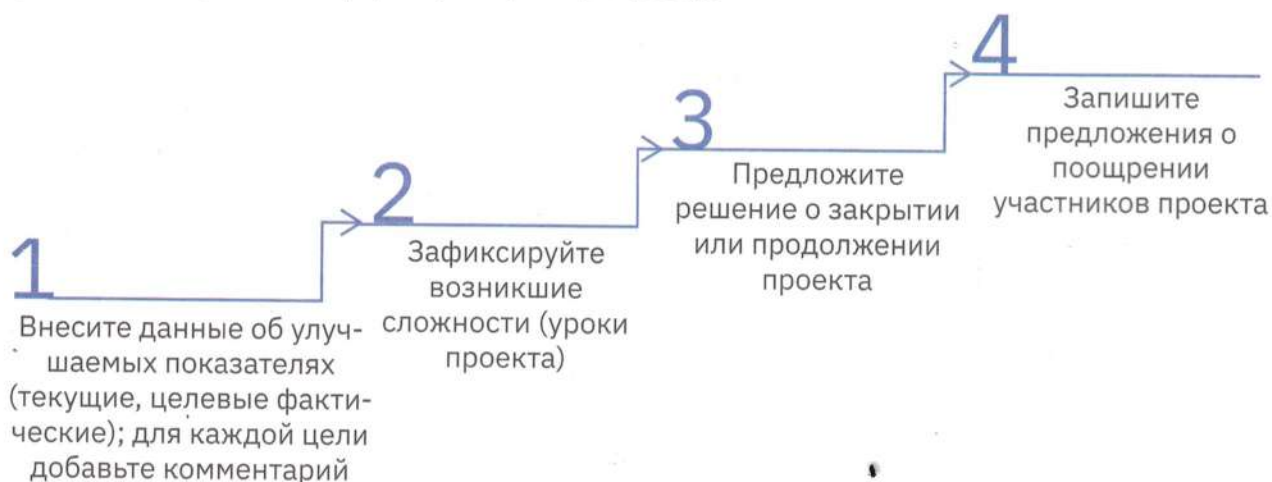 1
Внесите данные об улуч-
шаемых показателях
(текущие, целевые факти-
ческие); для каждой цели
добавьте комментарий
2
Зафиксируйте
возникшие
сложности (уроки
проекта)
3
Предложите
решение о закрытии
или продолжении
проекта
4
Запишите
предложения о
поощрении
участников проекта